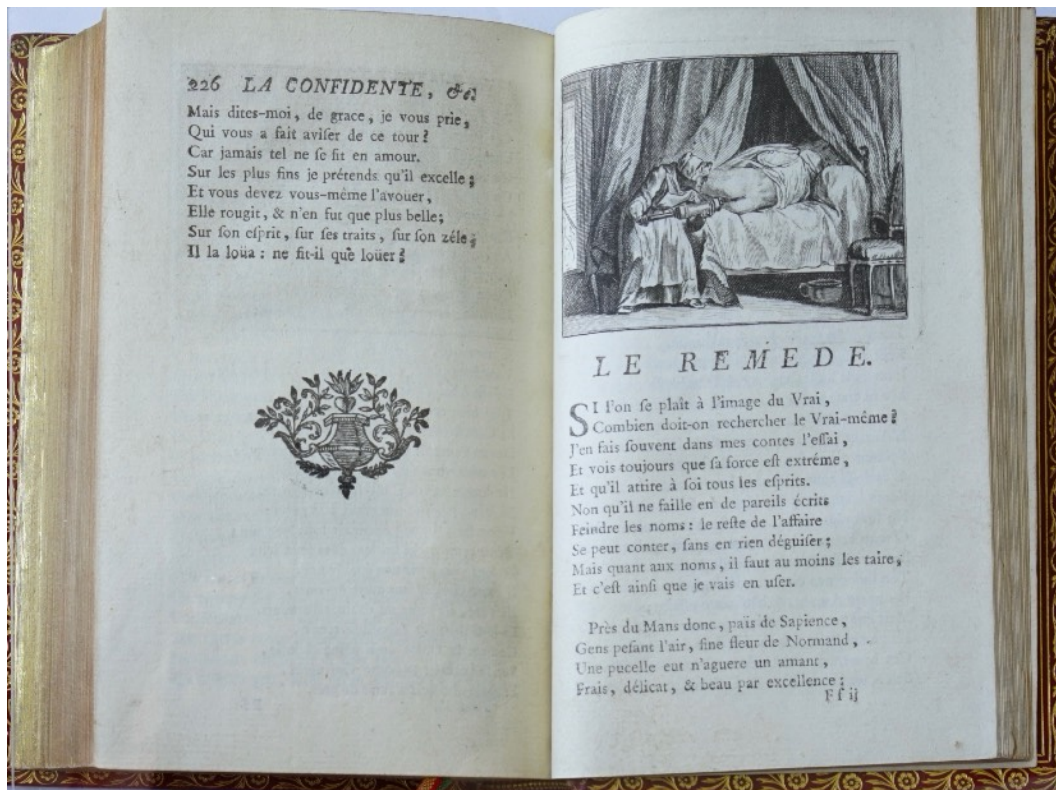 226 LA CONFIDENTE, &c.
Mais dites-moi, de grace, je vous prie,
Qui vous a fait aviſer de ce tour?
Car jamais tel ne ſe fit en amour.
Sur les plus fins je prétends qu'il excelle;
Et vous devez vous-même l'avouer,
Elle rougit, & n'en fut que plus belle;
Sur ſon eſprit, ſur ſes traits, ſur ſon zéle;
Il la loüa: ne fit-il que loüer?
LE REMEDE.
SI l'on ſe plaît à l'image du Vrai,
Combien doit-on rechercher le Vrai-même?
J'en fais ſouvent dans mes contes l'eſſai,
Et vois toujours que ſa force eſt extréme,
Et qu'il attire à ſoi tous les eſprits.
Non qu'il ne faille en de pareils écrits
Feindre les noms: le reſte de l'affaire
Se peut conter, ſans en rien déguiſer;
Mais quant aux noms, il faut au moins les taire;
Et c'eſt ainſi que je vais en uſer.
Près du Mans donc, païs de Sapience,
Gens peſant l'air, fine fleur de Normand,
Une pucelle eut n'aguere un amant,
Frais, délicat, & beau par excellence;
Ff ij